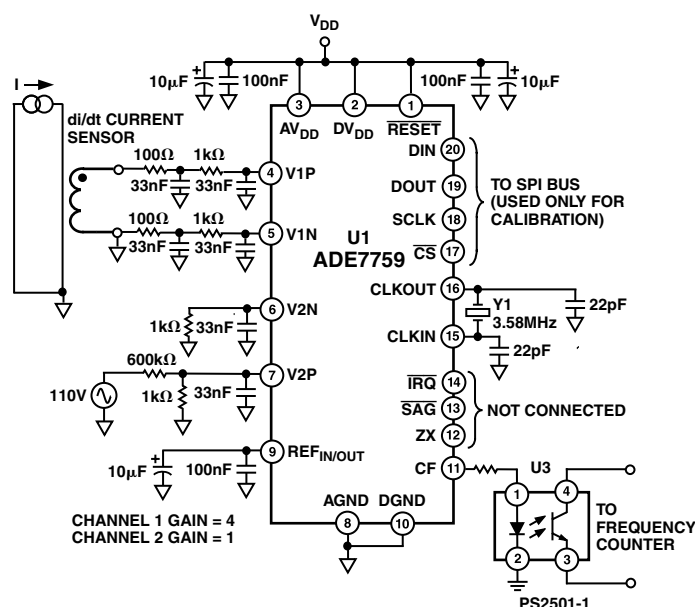 VDD
10μF
100nF
100nF
10μF
I
di/dt CURRENT
SENSOR
3
2
1
AVDD
DVDD
RESET
100Ω
1kΩ
33nF
33nF
4
V1P
100Ω
1kΩ
33nF
33nF
5
V1N
U1
ADE7759
DIN
20
DOUT
19
SCLK
18
CS
17
TO SPI BUS
(USED ONLY FOR
CALIBRATION)
CLKOUT
16
Y1
3.58MHz
22pF
CLKIN
15
22pF
6
V2N
1kΩ
33nF
600kΩ
7
V2P
110V
1kΩ
33nF
IRQ
14
SAG
13
ZX
12
NOT CONNECTED
9
REFIN/OUT
10μF
100nF
CF
11
U3
1
4
2
3
TO
FREQUENCY
COUNTER
PS2501-1
AGND
DGND
8
10
CHANNEL 1 GAIN = 4
CHANNEL 2 GAIN = 1